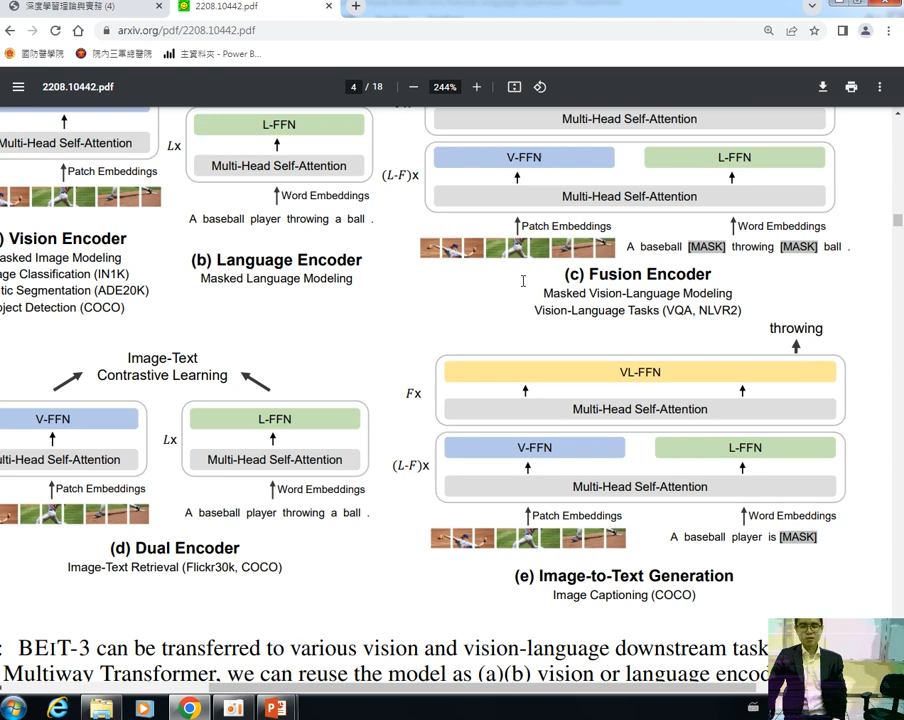 深度學習理論與實務 (4)
2208.10442.pdf
arxiv.org/pdf/2208.10442.pdf
國防醫學院
院內三軍總醫院
主資料夾 - Power B...
2208.10442.pdf
4 / 18
244%
Multi-Head Self-Attention
Patch Embeddings
L-FFN
Lx
Multi-Head Self-Attention
Word Embeddings
A baseball player throwing a ball .
) Vision Encoder
asked Image Modeling
age Classification (IN1K)
tic Segmentation (ADE20K)
bject Detection (COCO)
(b) Language Encoder
Masked Language Modeling
Multi-Head Self-Attention
V-FFN
L-FFN
(L-F)x
Multi-Head Self-Attention
Patch Embeddings
Word Embeddings
A baseball [MASK] throwing [MASK] ball .
(c) Fusion Encoder
Masked Vision-Language Modeling
Vision-Language Tasks (VQA, NLVR2)
Image-Text
Contrastive Learning
V-FFN
ulti-Head Self-Attention
Patch Embeddings
L-FFN
Lx
Multi-Head Self-Attention
Word Embeddings
A baseball player throwing a ball .
(d) Dual Encoder
Image-Text Retrieval (Flickr30k, COCO)
throwing
VL-FFN
Fx
Multi-Head Self-Attention
V-FFN
L-FFN
(L-F)x
Multi-Head Self-Attention
Patch Embeddings
Word Embeddings
A baseball player is [MASK]
(e) Image-to-Text Generation
Image Captioning (COCO)
: BEIT-3 can be transferred to various vision and vision-language downstream task
Multiway Transformer, we can reuse the model as (a)(b) vision or language encod